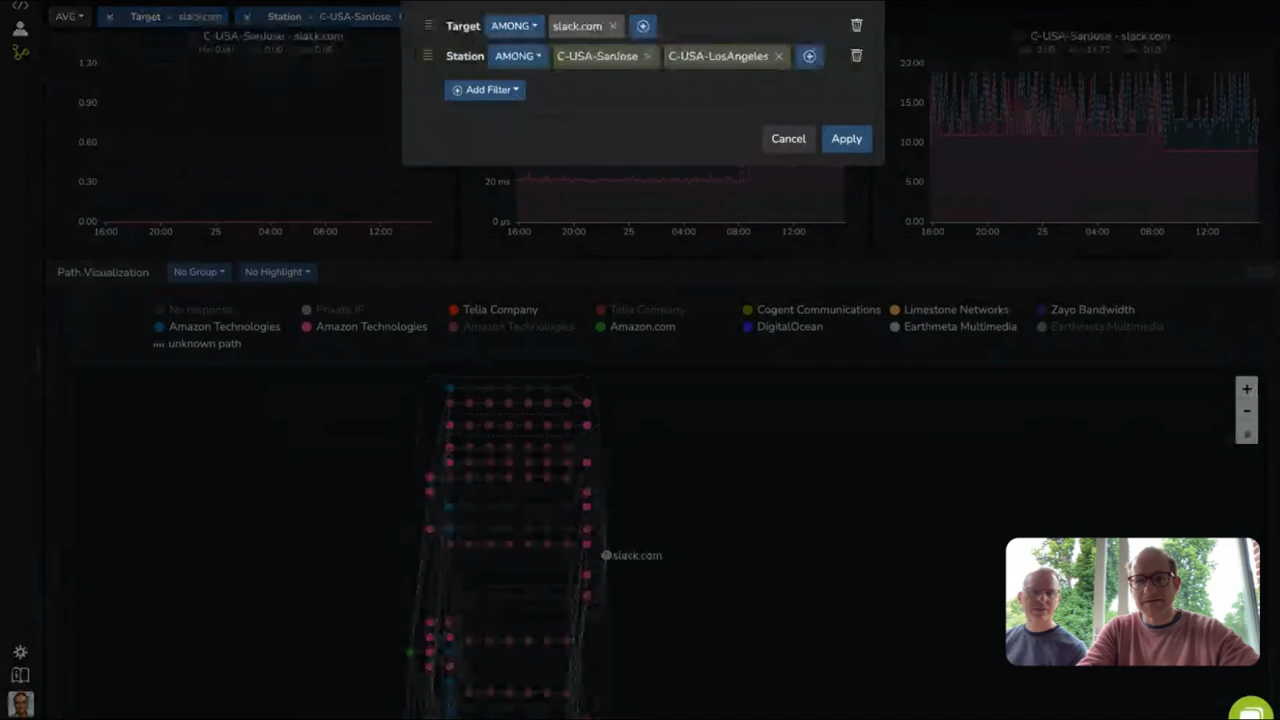 AVG
Target = slack.com
Station = C-USA-SanJose,
Target AMONG slack.com ×
Station AMONG C-USA-SanJose × C-USA-LosAngeles ×
Add Filter
Cancel Apply
C-USA-SanJose · slack.com
1.20
0.90
0.60
0.30
0.00
16:00 20:00 25 04:00 08:00 12:00
20 ms
0 µs
16:00 20:00 25 04:00 08:00 12:00
C-USA-SanJose · slack.com
15.00
10.00
5.00
0.00
16:00 20:00 25 04:00 08:00 12:00
Path Visualization No Group No Highlight
No response Private IP Telia Company Telia Company Cogent Communications Limestone Networks Zayo Bandwidth
Amazon Technologies Amazon Technologies Amazon Technologies Amazon.com DigitalOcean Earthmeta Multimedia Earthmeta Multimedia
unknown path
+
-
slack.com